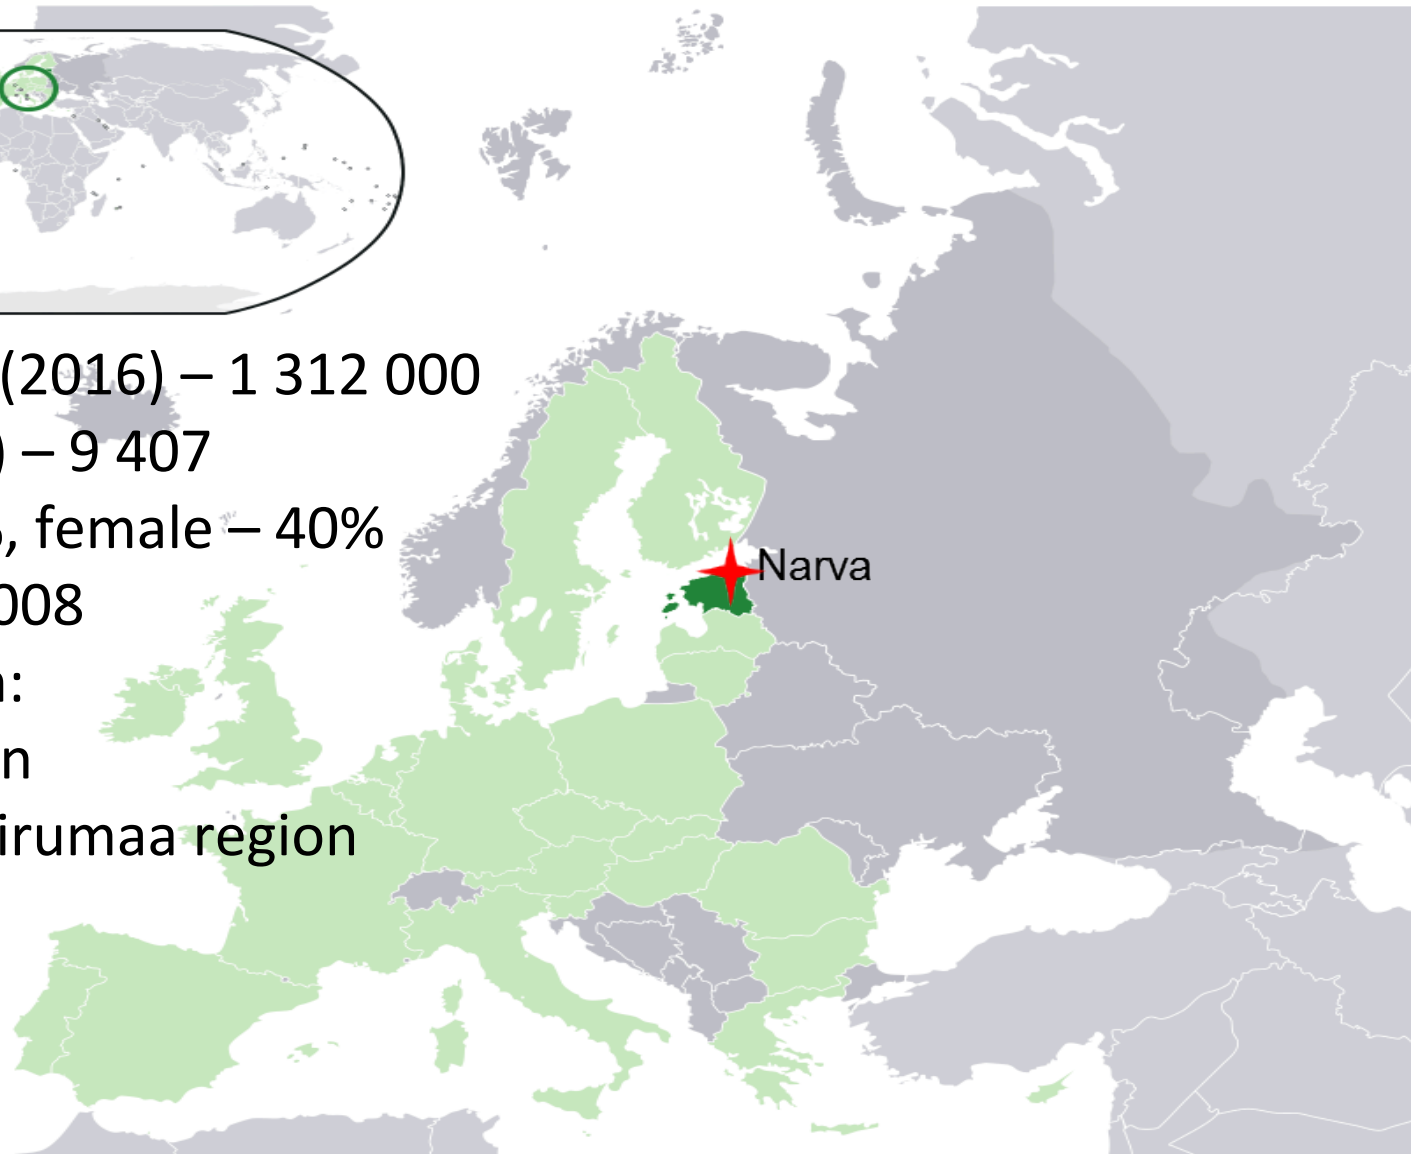 (2016) – 1 312 000
) – 9 407
, female – 40%
008
:
n
irumaa region
Narva